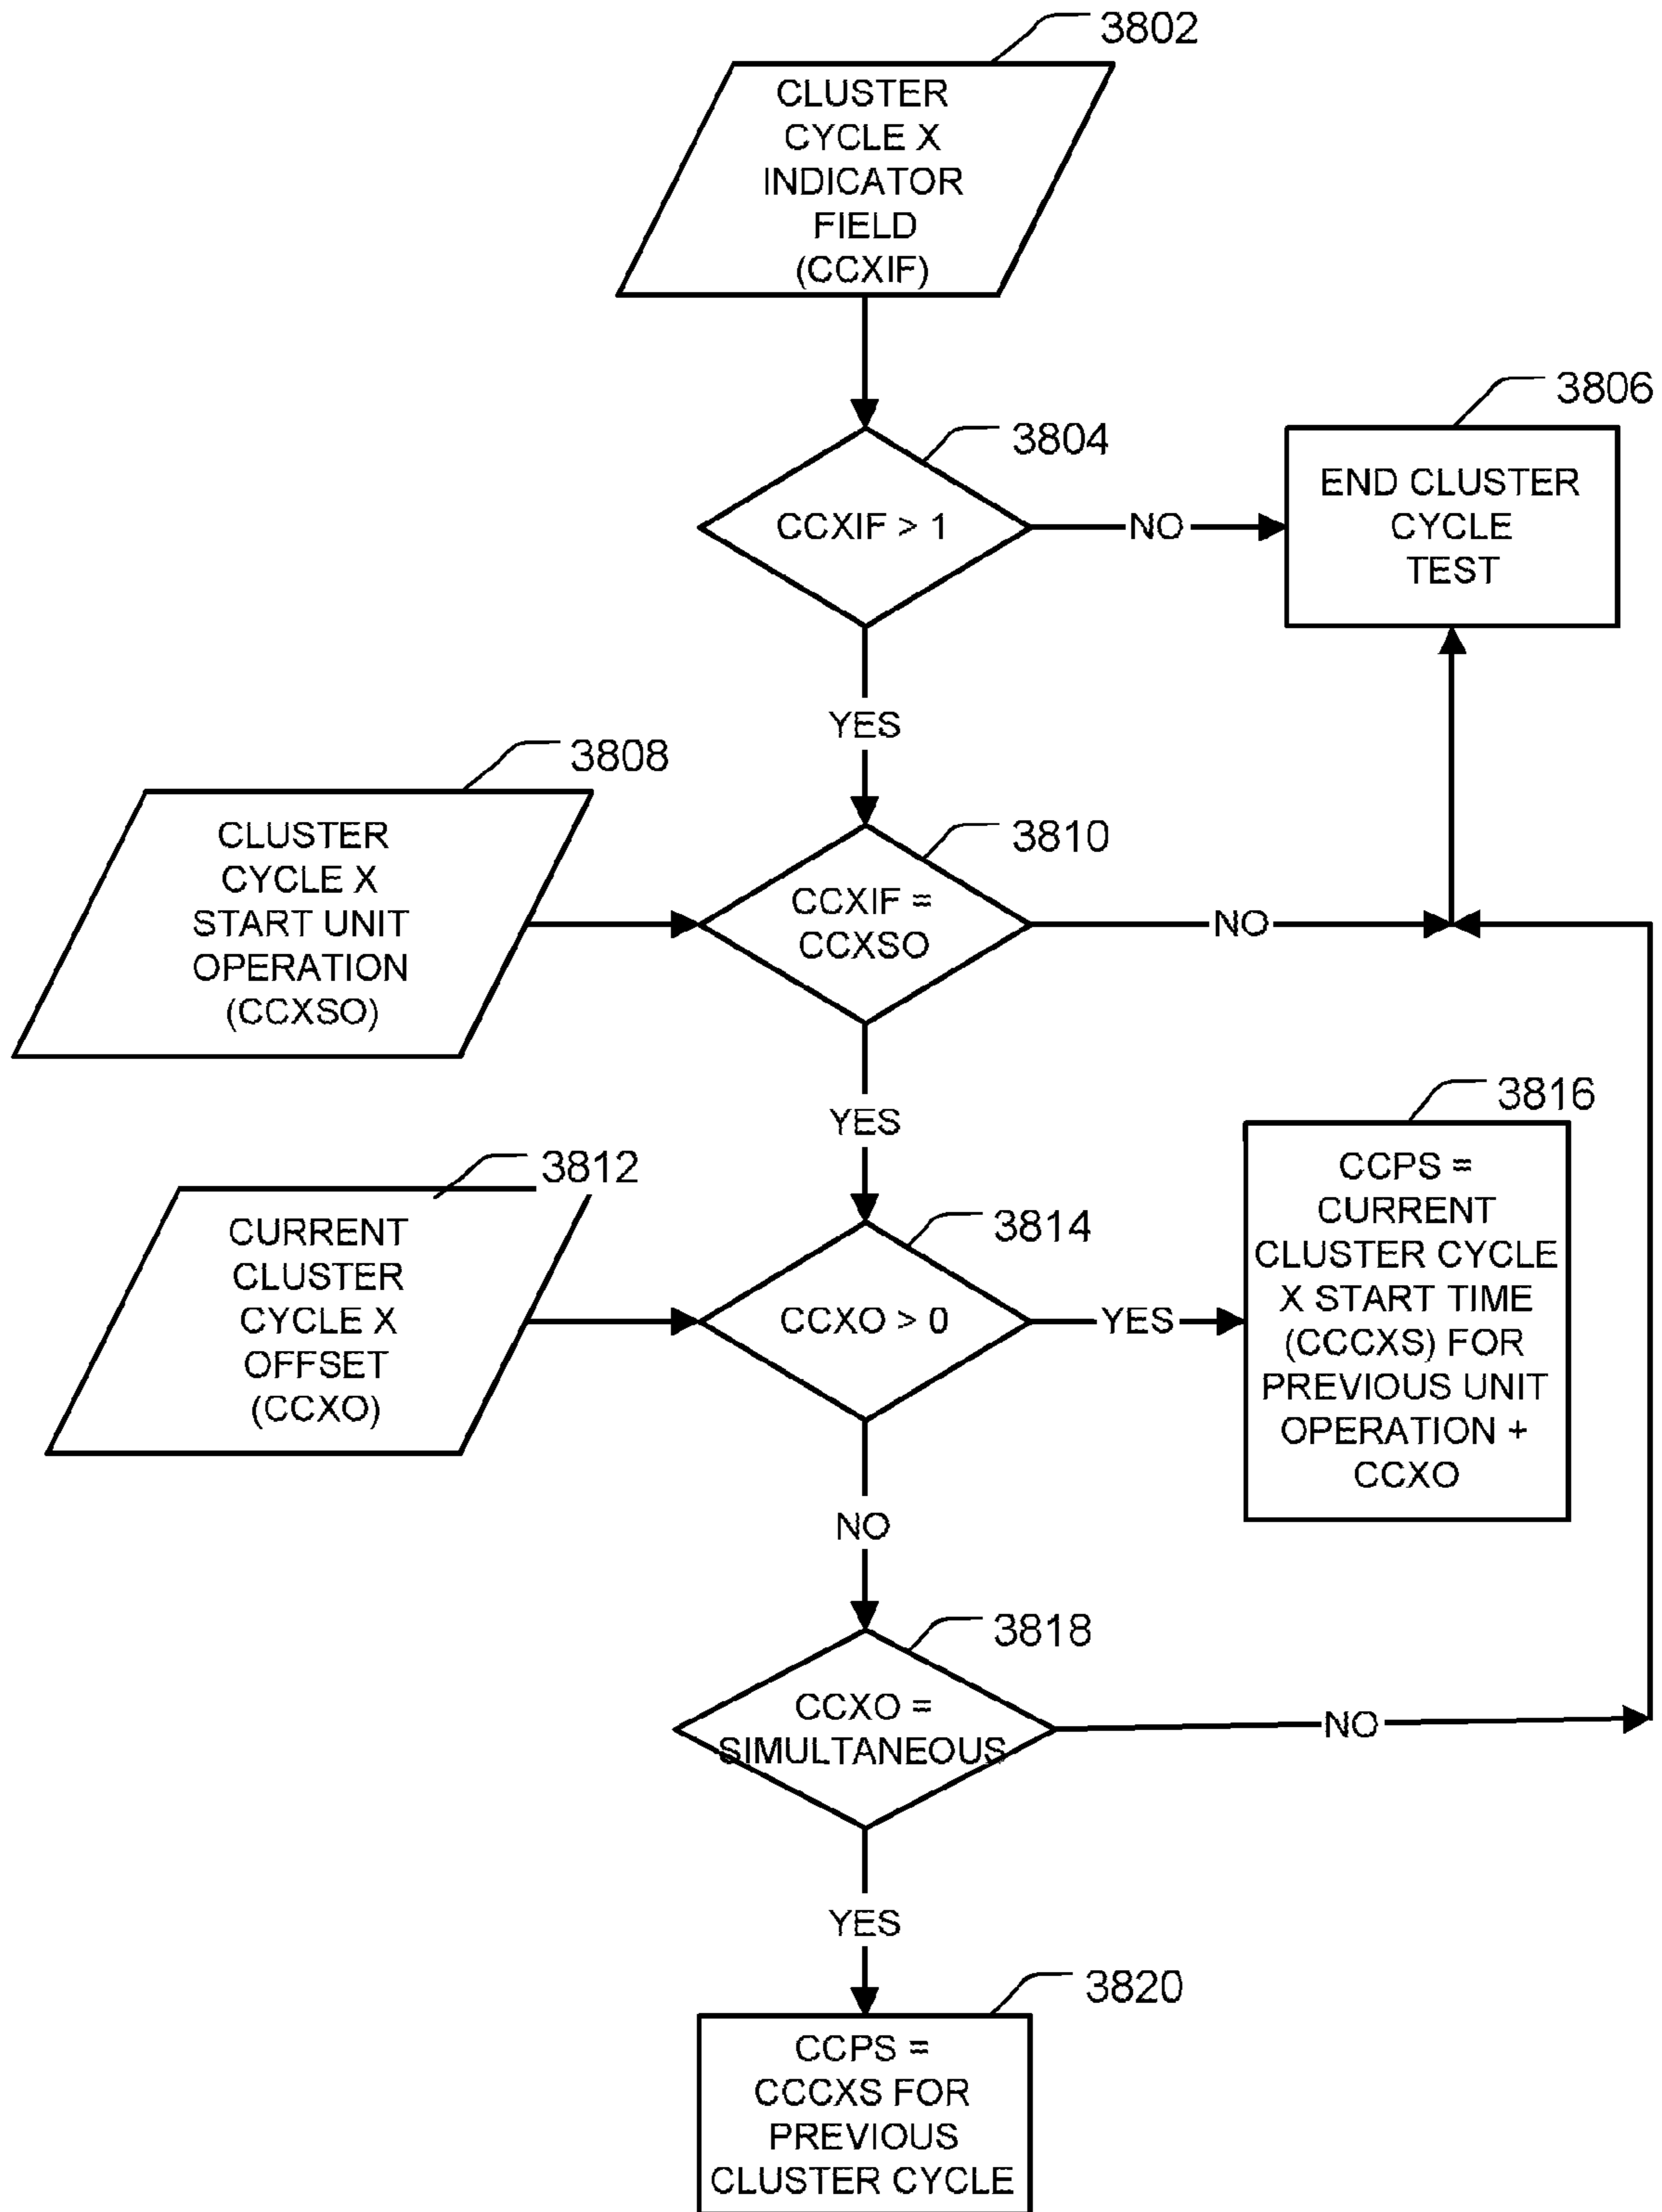 3802
CLUSTER
CYCLE X
INDICATOR
FIELD
(CCXIF)
3804
CCXIF > 1
NO
3806
END CLUSTER
CYCLE
TEST
YES
3808
CLUSTER
CYCLE X
START UNIT
OPERATION
(CCXSO)
3810
CCXIF =
CCXSO
NO
YES
3812
CURRENT
CLUSTER
CYCLE X
OFFSET
(CCXO)
3814
CCXO > 0
YES
3816
CCPS =
CURRENT
CLUSTER CYCLE
X START TIME
(CCCXS) FOR
PREVIOUS UNIT
OPERATION +
CCXO
NO
3818
CCXO =
SIMULTANEOUS
NO
YES
3820
CCPS =
CCCXS FOR
PREVIOUS
CLUSTER CYCLE